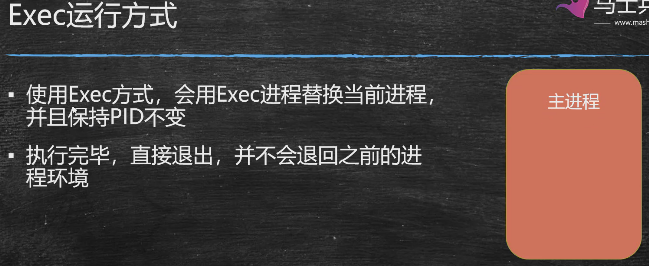 Exec运行方式
马士兵
www.mash
▪ 使用Exec方式，会用Exec进程替换当前进程，
并且保持PID不变
▪ 执行完毕，直接退出，并不会退回之前的进
程环境
主进程